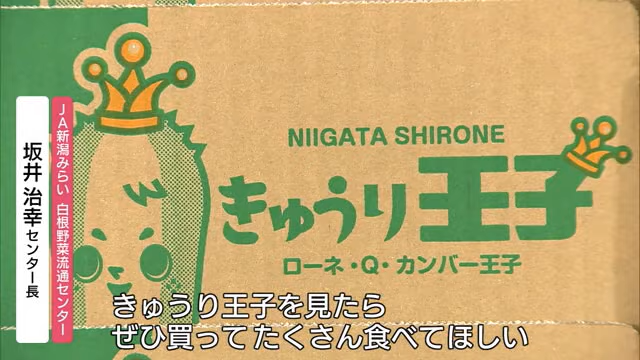 NIIGATA SHIRONE
きゅうり王子
ローネ・Q・カンバー王子
JA新潟みらい 白根野菜流通センター
坂井 治幸センター長
きゅうり王子を見たら
ぜひ買ってたくさん食べてほしい